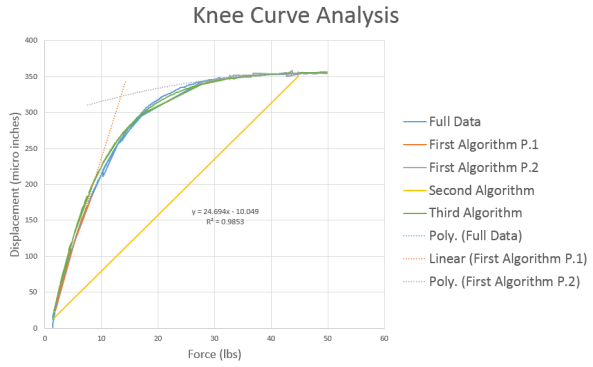 Knee Curve Analysis
Displacement (micro inches)
400
350
300
250
200
150
100
50
0
0 10 20 30 40 50 60
Force (lbs)
y = 24.694x - 10.049
R² = 0.9853
Full Data
First Algorithm P.1
First Algorithm P.2
Second Algorithm
Third Algorithm
Poly. (Full Data)
Linear (First Algorithm P.1)
Poly. (First Algorithm P.2)